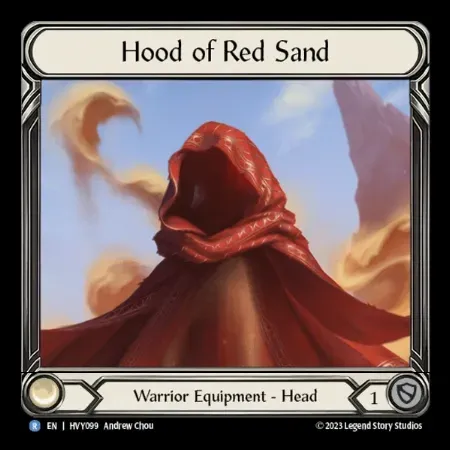 Hood of Red Sand
Warrior Equipment - Head
1
R EN | HVY099 Andrew Chou
© 2023 Legend Story Studios